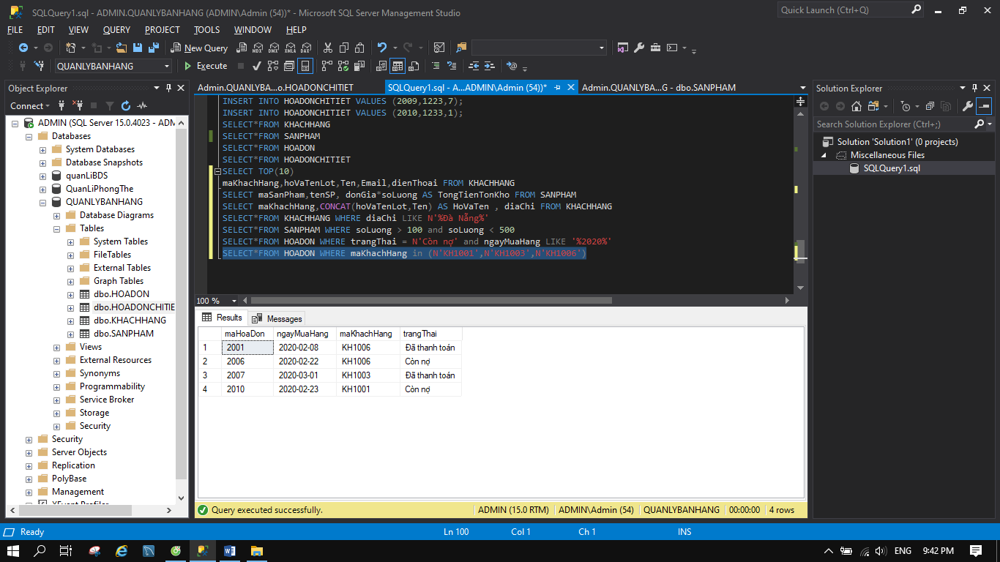 SQLQuery1.sql - ADMIN.QUANLYBANHANG (ADMIN\Admin (54))* - Microsoft SQL Server Management Studio
Quick Launch (Ctrl+Q)
FILE EDIT VIEW QUERY PROJECT TOOLS WINDOW HELP
New Query MDX DMX XMLA DAX
QUANLYBANHANG Execute
Object Explorer
Connect
ADMIN (SQL Server 15.0.4023 - ADM
Databases
System Databases
Database Snapshots
quanLiBDS
QuanLiPhongThe
QUANLYBANHANG
Database Diagrams
Tables
System Tables
FileTables
External Tables
Graph Tables
dbo.HOADON
dbo.HOADONCHITIE
dbo.KHACHHANG
dbo.SANPHAM
Views
External Resources
Synonyms
Programmability
Service Broker
Storage
Security
Security
Server Objects
Replication
PolyBase
Management
XEvent Profiler
Admin.QUANLYBA...o.HOADONCHITIET
SQLQuery1.sql - A...ADMIN\Admin (54))*
Admin.QUANLYBA...G - dbo.SANPHAM
INSERT INTO HOADONCHITIET VALUES (2009,1223,7);
INSERT INTO HOADONCHITIET VALUES (2010,1233,1);
SELECT*FROM KHACHHANG
SELECT*FROM SANPHAM
SELECT*FROM HOADON
SELECT*FROM HOADONCHITIET
SELECT TOP(10)
maKhachHang,hoVaTenLot,Ten,Email,dienThoai FROM KHACHHANG
SELECT maSanPham,tenSP, donGia*soLuong AS TongTienTonKho FROM SANPHAM
SELECT maKhachHang,CONCAT(hoVaTenLot,Ten) AS HoVaTen , diaChi FROM KHACHHANG
SELECT*FROM KHACHHANG WHERE diaChi LIKE N'%Đà Nẵng%'
SELECT*FROM SANPHAM WHERE soLuong > 100 and soLuong < 500
SELECT*FROM HOADON WHERE trangThai = N'Còn nợ' and ngayMuaHang LIKE '%2020%'
SELECT*FROM HOADON WHERE maKhachHang in (N'KH1001',N'KH1003',N'KH1006')
100 %
Results Messages
maHoaDon ngayMuaHang maKhachHang trangThai
1 2001 2020-02-08 KH1006 Đã thanh toán
2 2006 2020-02-22 KH1006 Còn nợ
3 2007 2020-03-01 KH1003 Đã thanh toán
4 2010 2020-02-23 KH1001 Còn nợ
Query executed successfully. ADMIN (15.0 RTM) ADMIN\Admin (54) QUANLYBANHANG 00:00:00 4 rows
Solution Explorer
Search Solution Explorer (Ctrl+;)
Solution 'Solution1' (0 projects)
Miscellaneous Files
SQLQuery1.sql
Ready Ln 100 Col 1 Ch 1 INS
ENG 9:42 PM